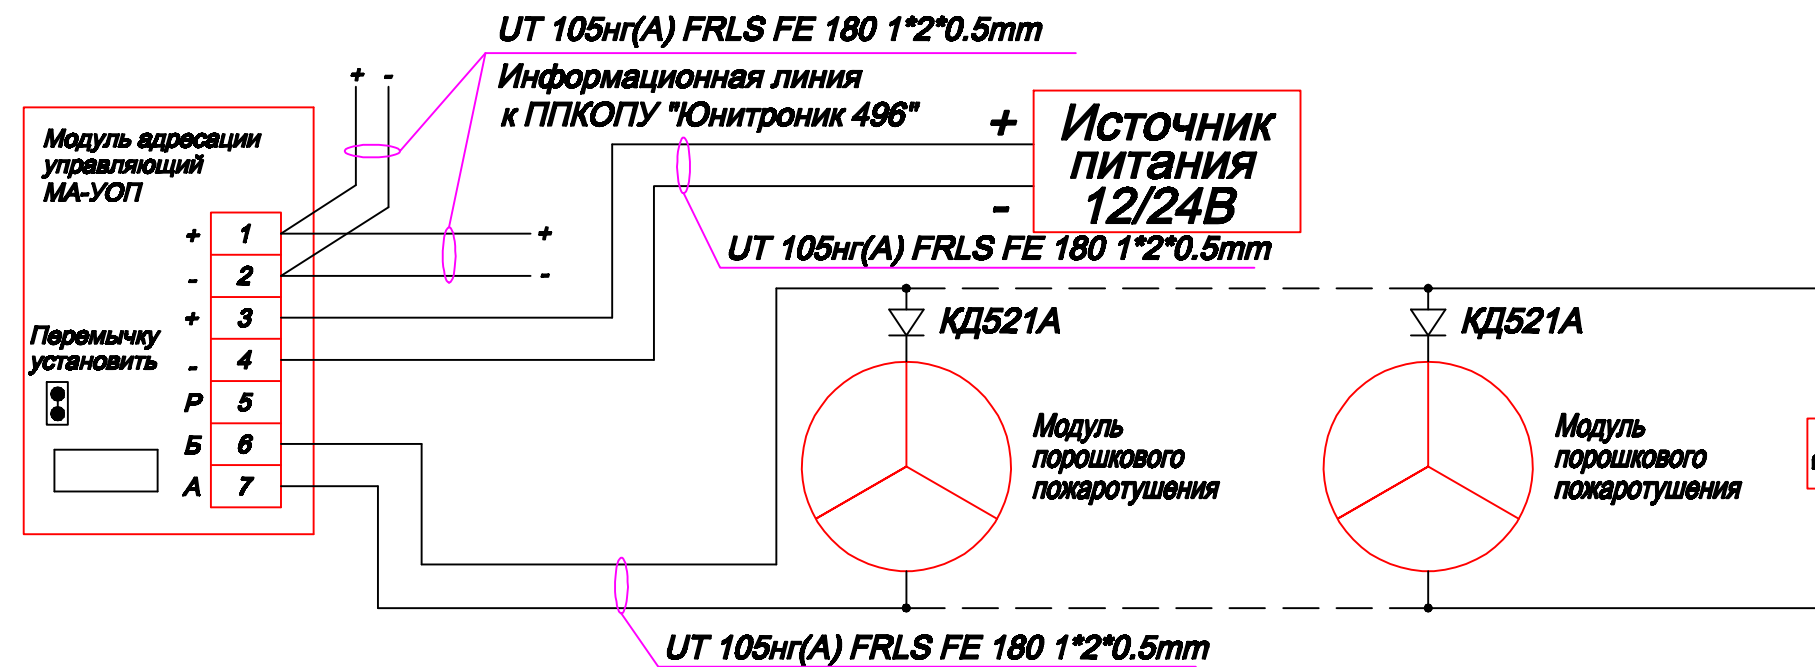 UT 105нг(А) FRLS FE 180 1*2*0.5mm
Информационная линия
к ППКОПУ "Юнитроник 496"
+ -
Модуль адресации
управляющий
МА-УОП
+
Источник
питания
12/24В
-
UT 105нг(А) FRLS FE 180 1*2*0.5mm
+ 1 +
- 2 -
+ 3
Перемычку
установить
- 4
Р 5
Б 6
А 7
КД521А
КД521А
Модуль
порошкового
пожаротушения
Модуль
порошкового
пожаротушения
UT 105нг(А) FRLS FE 180 1*2*0.5mm